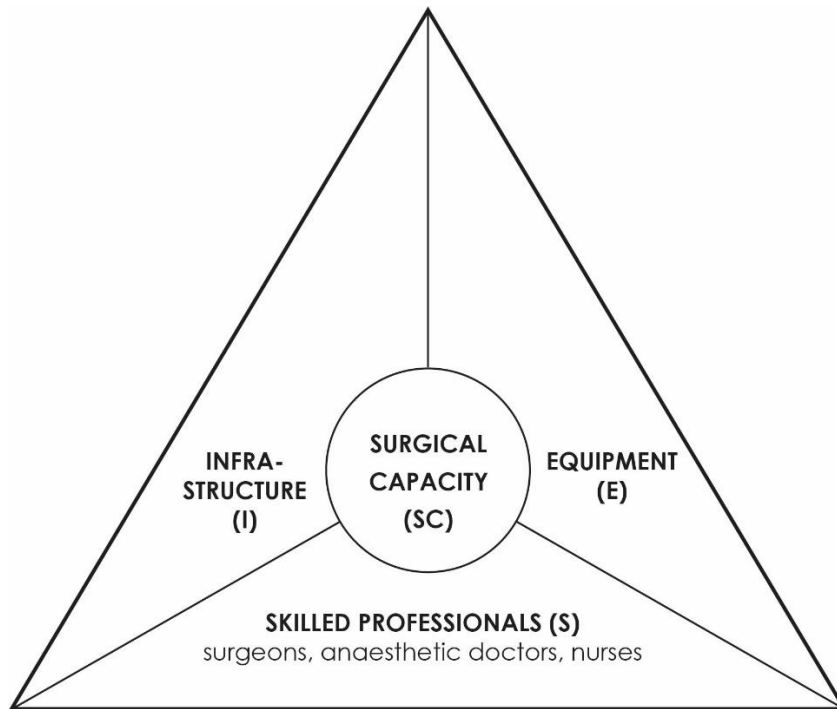 SURGICAL
CAPACITY
(SC)
INFRA-
STRUCTURE
(I)
EQUIPMENT
(E)
SKILLED PROFESSIONALS (S)
surgeons, anaesthetic doctors, nurses